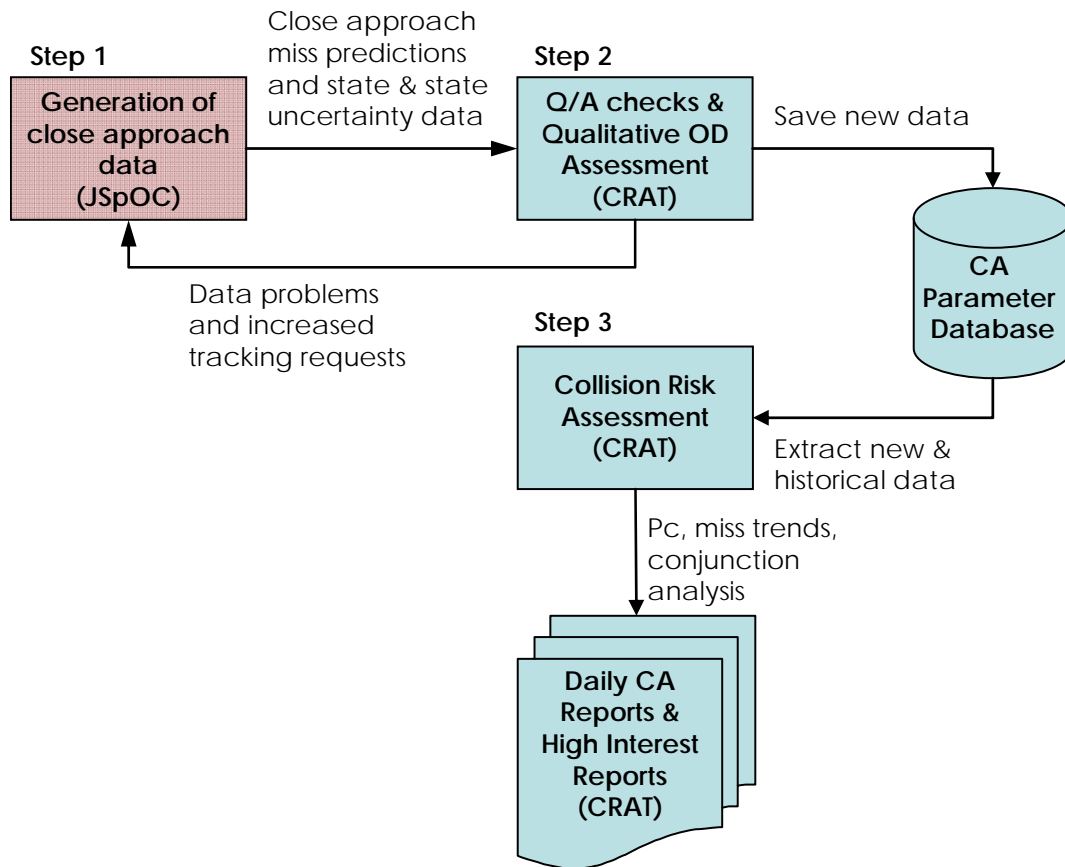 Step 1
Generation of
close approach
data
(JSpOC)
Close approach
miss predictions
and state & state
uncertainty data
Step 2
Q/A checks &
Qualitative OD
Assessment
(CRAT)
Save new data
CA
Parameter
Database
Data problems
and increased
tracking requests
Step 3
Collision Risk
Assessment
(CRAT)
Extract new &
historical data
Pc, miss trends,
conjunction
analysis
Daily CA
Reports &
High Interest
Reports
(CRAT)